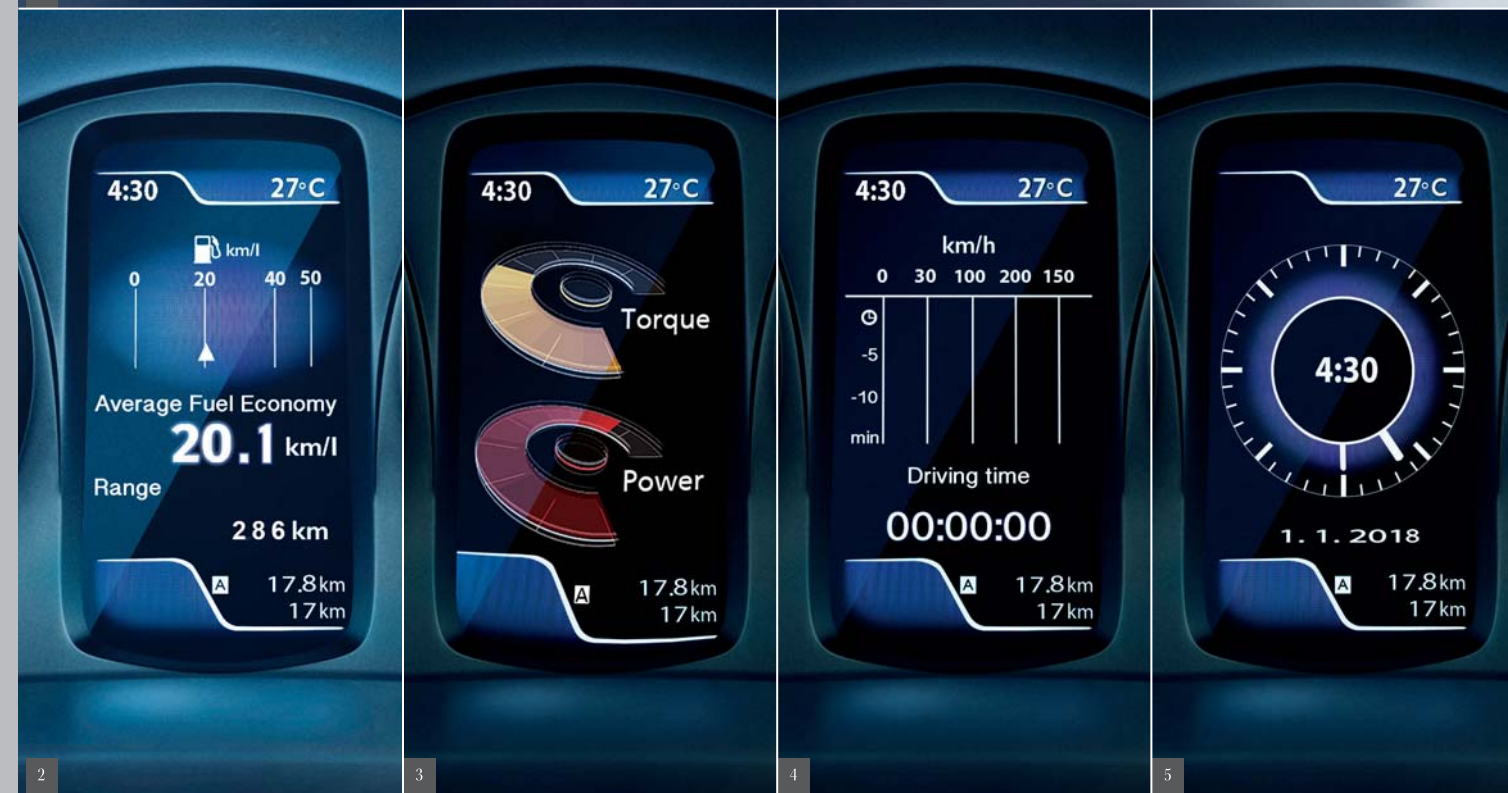 4:30 27°C
km/l
0 20 40 50
Average Fuel Economy
20.1 km/l
Range
286 km
A 17.8km
17km
2
4:30 27°C
Torque
Power
A 17.8km
17km
3
4:30 27°C
km/h
0 30 100 200 150
-5
-10
min
Driving time
00:00:00
A 17.8km
17km
4
27°C
4:30
1. 1. 2018
A 17.8km
17km
5